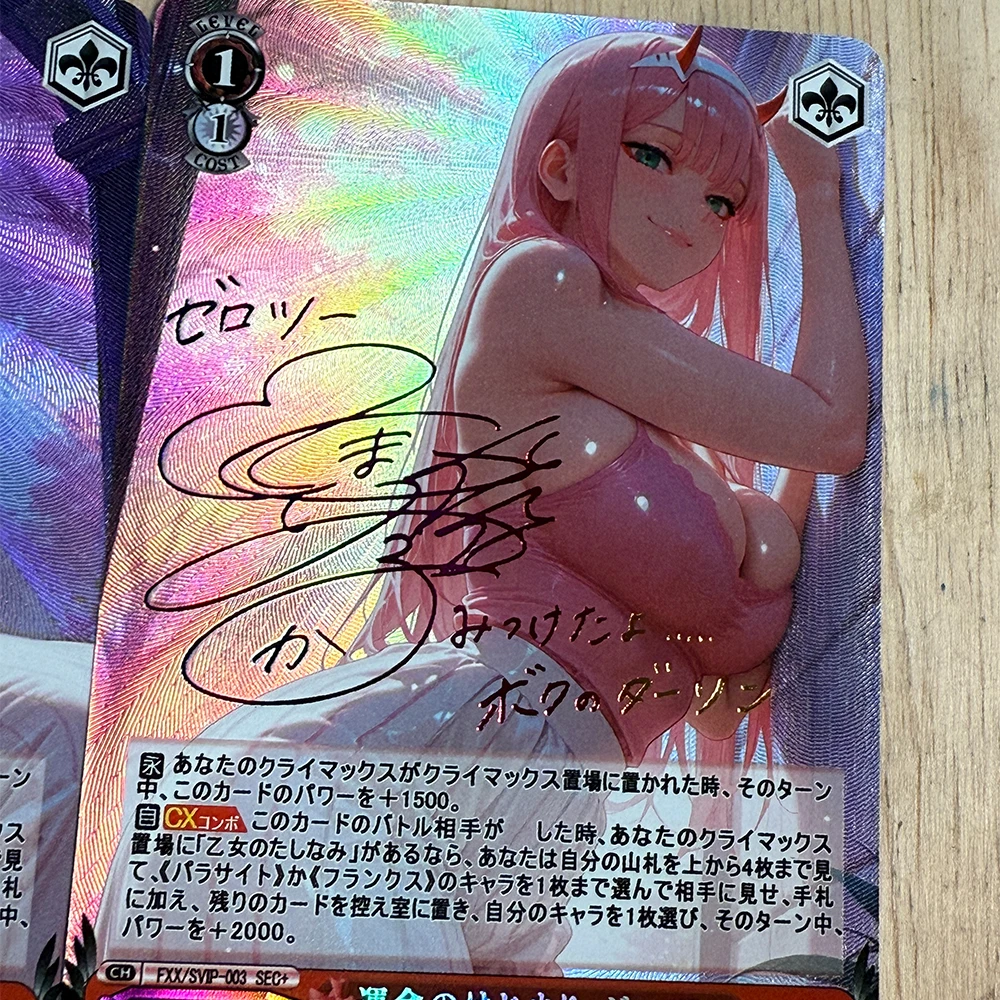 LEVEL
1
1
COST
ゼロツー
ま
か
みつけたよ.....
ボクのダーリン
永 あなたのクライマックスがクライマックス置場に置かれた時、そのターン
中、このカードのパワーを+1500。
自 CXコンボ このカードのバトル相手が した時、あなたのクライマックス
置場に「乙女のたしなみ」があるなら、あなたは自分の山札を上から4枚まで見
て、《パラサイト》か《フランクス》のキャラを1枚まで選んで相手に見せ、手札
に加え、残りのカードを控え室に置き、自分のキャラを1枚選び、そのターン中、
パワーを+2000。
CH FXX/SVIP-003 SEC+
ーン
クス
見
札
中、